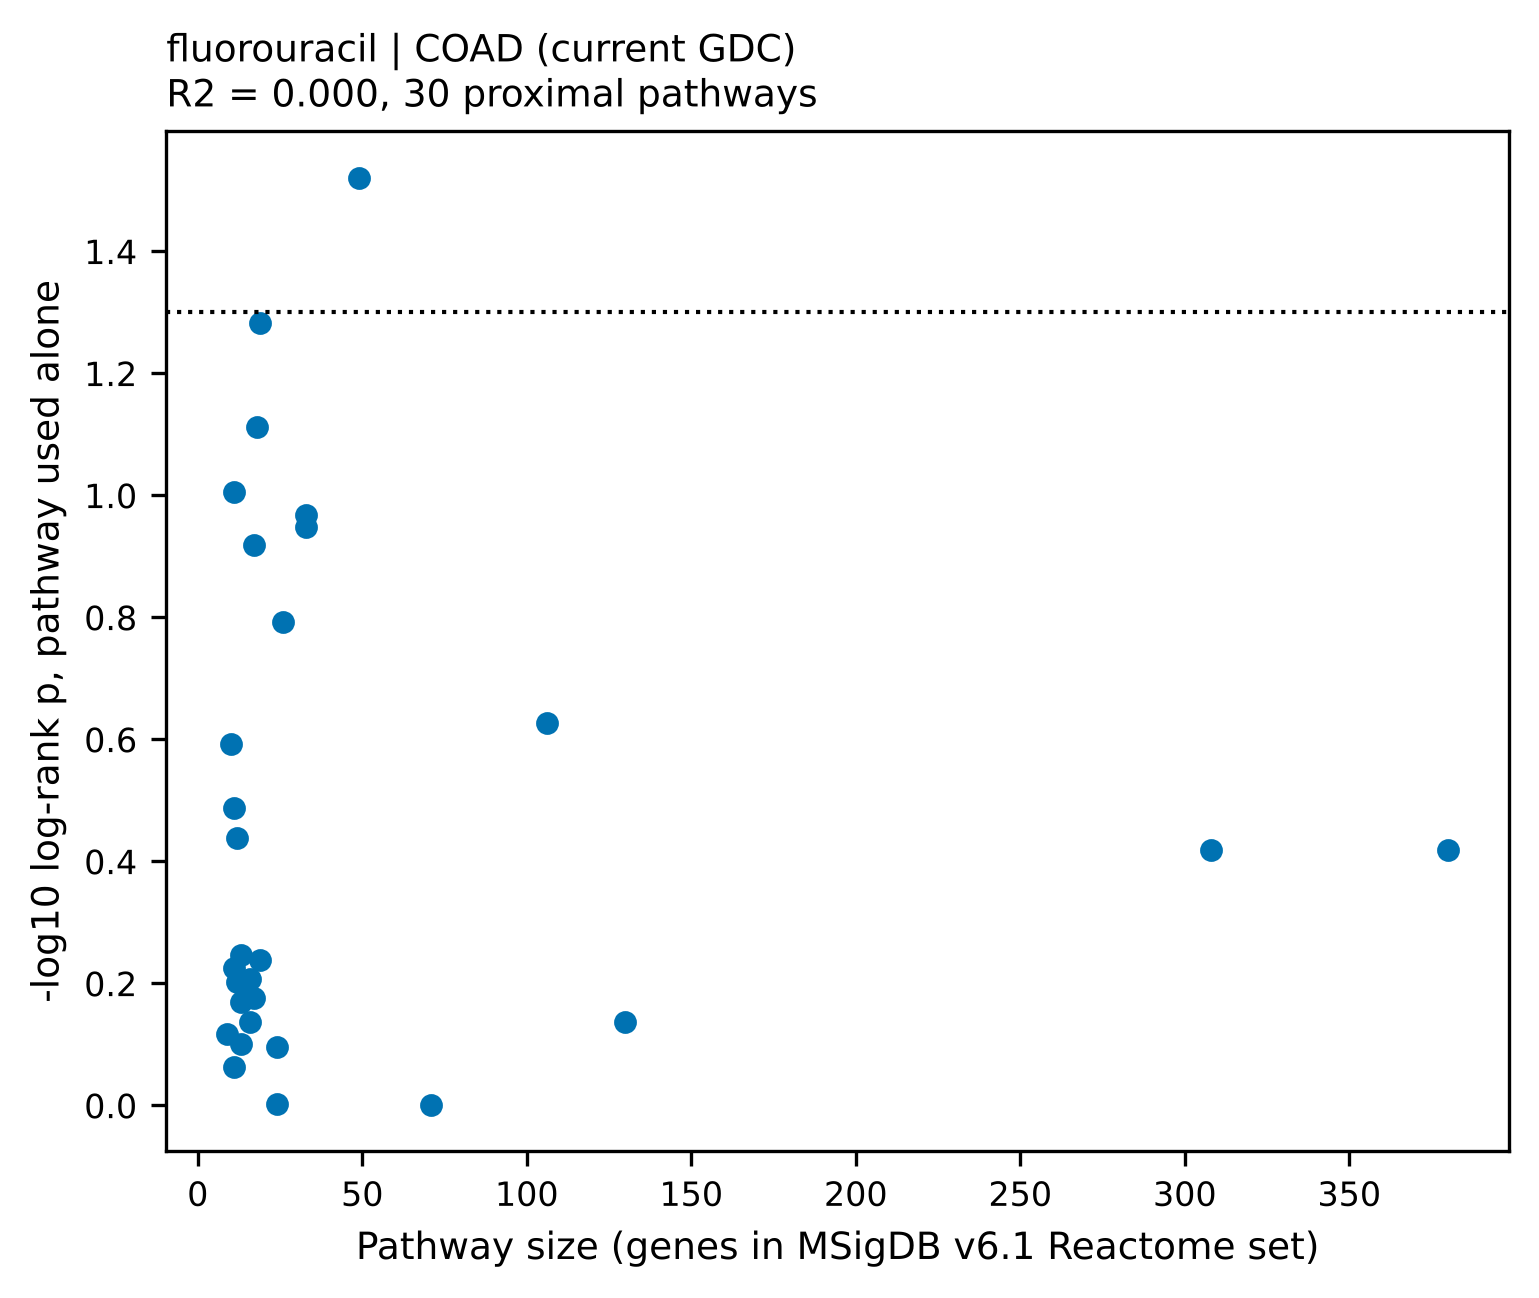 fluorouracil | COAD (current GDC)
R2 = 0.000, 30 proximal pathways
-log10 log-rank p, pathway used alone
1.4
1.2
1.0
0.8
0.6
0.4
0.2
0.0
0 50 100 150 200 250 300 350
Pathway size (genes in MSigDB v6.1 Reactome set)